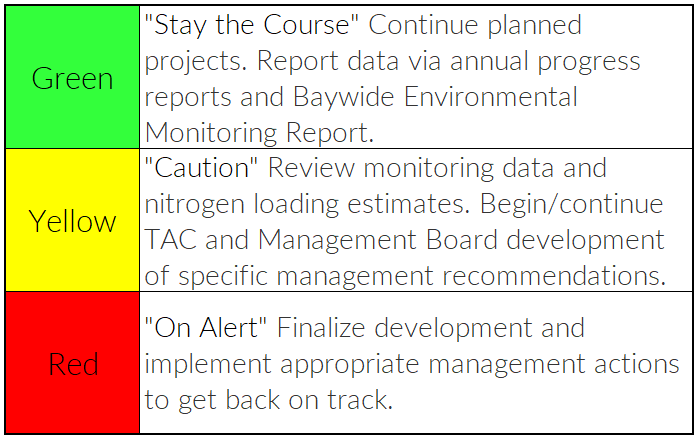 Green
"Stay the Course" Continue planned
projects. Report data via annual progress
reports and Baywide Environmental
Monitoring Report.
Yellow
"Caution" Review monitoring data and
nitrogen loading estimates. Begin/continue
TAC and Management Board development
of specific management recommendations.
Red
"On Alert" Finalize development and
implement appropriate management actions
to get back on track.